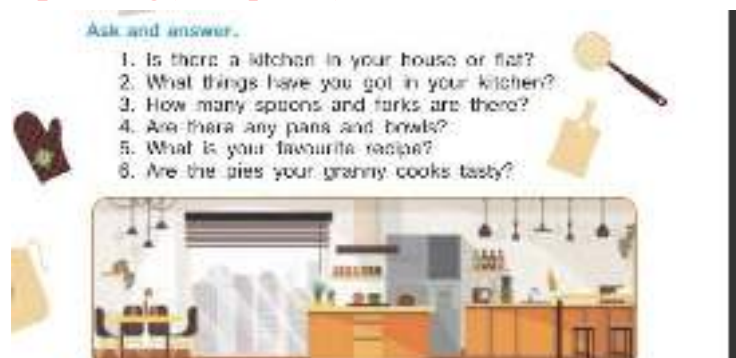 Ask and answer.
1. Is there a kitchen in your house or flat?
2. What things have you got in your kitchen?
3. How many spoons and forks are there?
4. Are there any pans and bowls?
5. What is your favourite recipe?
6. Are the pies your granny cooks tasty?